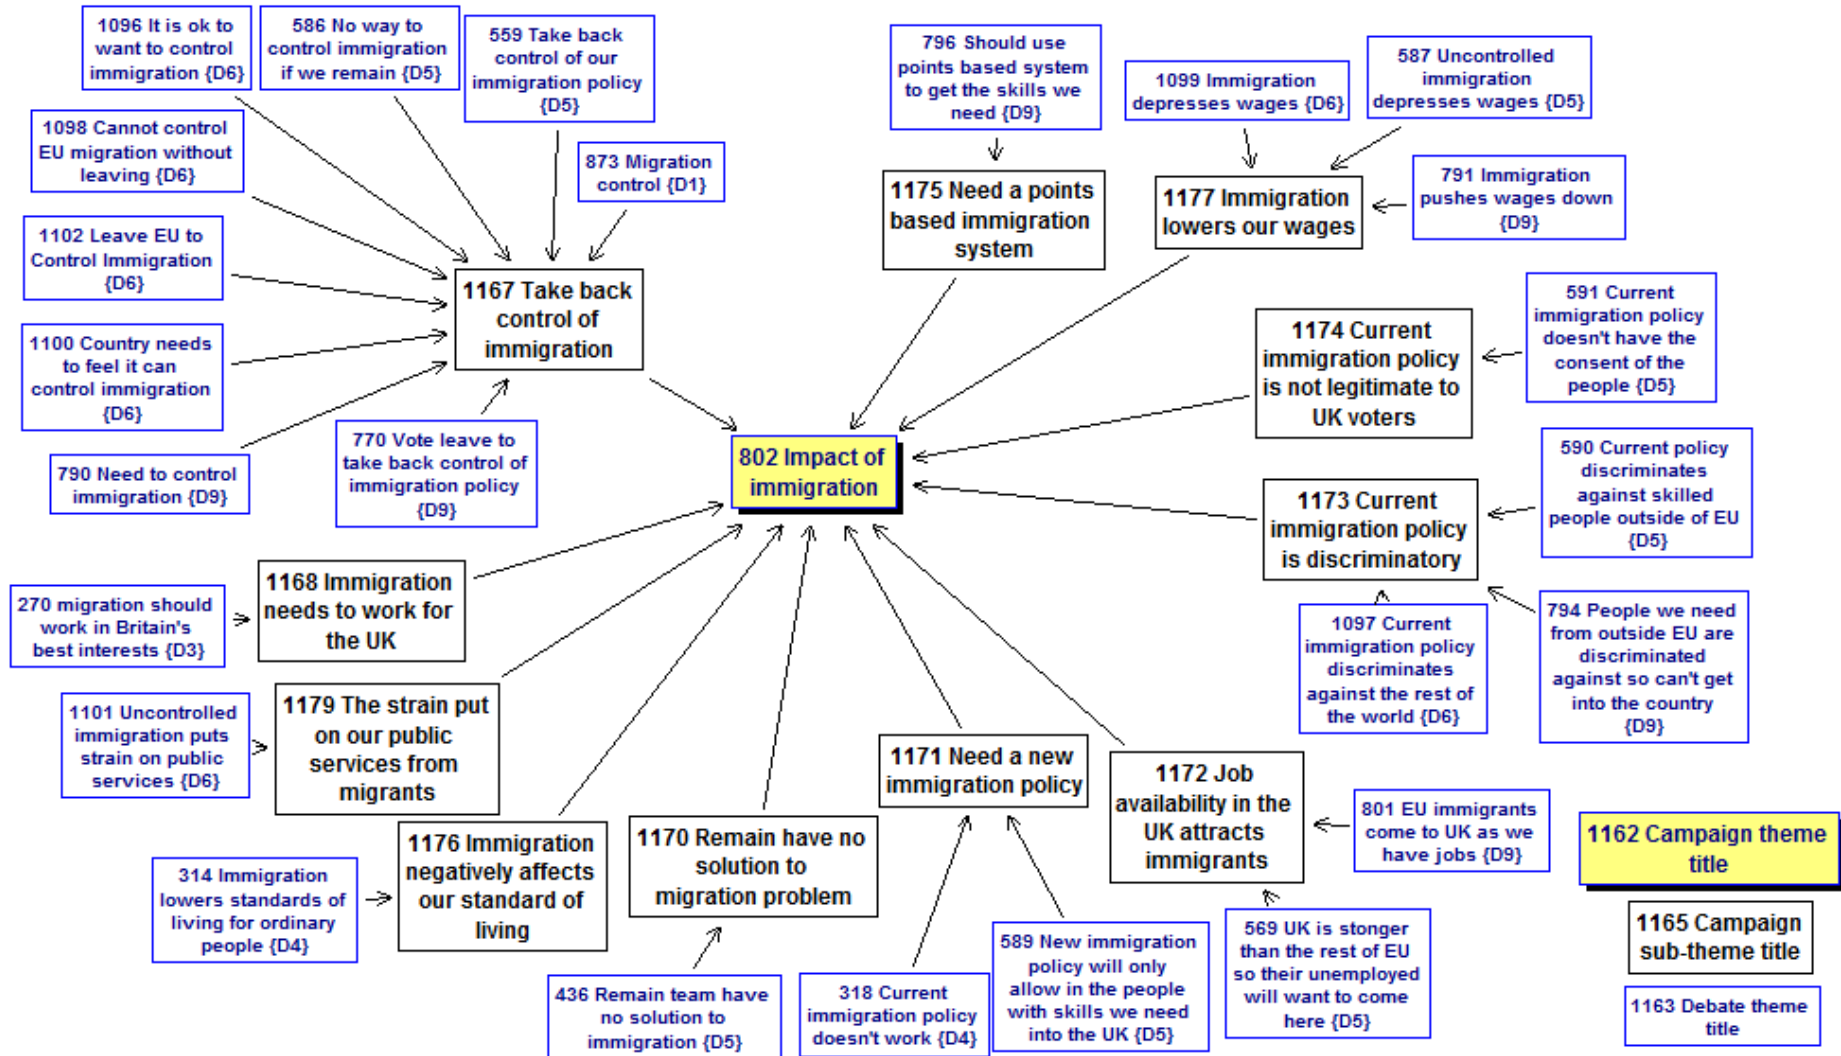 1096 It is ok to
want to control
immigration {D6}
586 No way to
control immigration
if we remain {D5}
559 Take back
control of our
immigration policy
{D5}
796 Should use
points based system
to get the skills we
need {D9}
1099 Immigration
depresses wages {D6}
587 Uncontrolled
immigration
depresses wages {D5}
1098 Cannot control
EU migration without
leaving {D6}
873 Migration
control {D1}
1175 Need a points
based immigration
system
1177 Immigration
lowers our wages
791 Immigration
pushes wages down
{D9}
1102 Leave EU to
Control Immigration
{D6}
1167 Take back
control of
immigration
1174 Current
immigration policy
is not legitimate to
UK voters
591 Current
immigration policy
doesn't have the
consent of the
people {D5}
1100 Country needs
to feel it can
control immigration
{D6}
790 Need to control
immigration {D9}
770 Vote leave to
take back control of
immigration policy
{D9}
802 Impact of
immigration
590 Current policy
discriminates
against skilled
people outside of EU
{D5}
1173 Current
immigration policy
is discriminatory
1168 Immigration
needs to work for
the UK
270 migration should
work in Britain's
best interests {D3}
1097 Current
immigration policy
discriminates
against the rest of
the world {D6}
794 People we need
from outside EU are
discriminated
against so can't get
into the country
{D9}
1179 The strain put
on our public
services from
migrants
1101 Uncontrolled
immigration puts
strain on public
services {D6}
1171 Need a new
immigration policy
1172 Job
availability in the
UK attracts
immigrants
801 EU immigrants
come to UK as we
have jobs {D9}
1176 Immigration
negatively affects
our standard of
living
1170 Remain have no
solution to
migration problem
314 Immigration
lowers standards of
living for ordinary
people {D4}
436 Remain team have
no solution to
immigration {D5}
318 Current
immigration policy
doesn't work {D4}
589 New immigration
policy will only
allow in the people
with skills we need
into the UK {D5}
569 UK is stonger
than the rest of EU
so their unemployed
will want to come
here {D5}
1162 Campaign theme
title
1165 Campaign
sub-theme title
1163 Debate theme
title